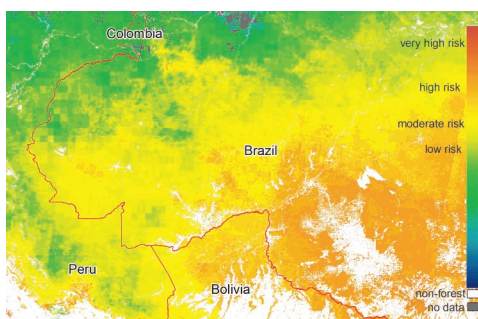 Colombia
very high risk
high risk
moderate risk
low risk
Brazil
Peru
Bolivia
non-forest
no data